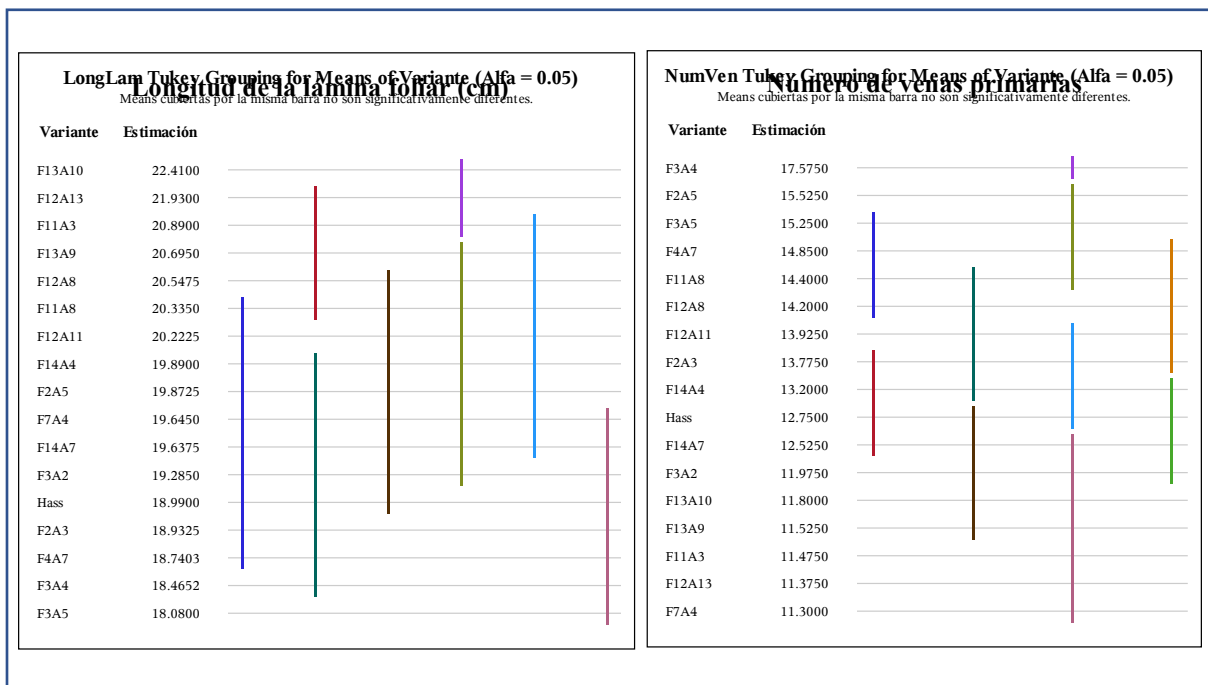 LongLam Tukey Grouping for Means of Variante (Alfa = 0.05)
Longitud de la lámina foliar (cm)
Means cubiertas por la misma barra no son significativamente diferentes.
Variante Estimación
F13A10 22.4100
F12A13 21.9300
F11A3 20.8900
F13A9 20.6950
F12A8 20.5475
F11A8 20.3350
F12A11 20.2225
F14A4 19.8900
F2A5 19.8725
F7A4 19.6450
F14A7 19.6375
F3A2 19.2850
Hass 18.9900
F2A3 18.9325
F4A7 18.7403
F3A4 18.4652
F3A5 18.0800
NumVen Tukey Grouping for Means of Variante (Alfa = 0.05)
Número de venas primarias
Means cubiertas por la misma barra no son significativamente diferentes.
Variante Estimación
F3A4 17.5750
F2A5 15.5250
F3A5 15.2500
F4A7 14.8500
F11A8 14.4000
F12A8 14.2000
F12A11 13.9250
F2A3 13.7750
F14A4 13.2000
Hass 12.7500
F14A7 12.5250
F3A2 11.9750
F13A10 11.8000
F13A9 11.5250
F11A3 11.4750
F12A13 11.3750
F7A4 11.3000